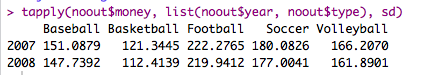 > tapply(noout$money, list(noout$year, noout$type), sd)
Baseball Basketball Football Soccer Volleyball
2007 151.0879 121.3445 222.2765 180.0826 166.2070
2008 147.7392 112.4139 219.9412 177.0041 161.8901